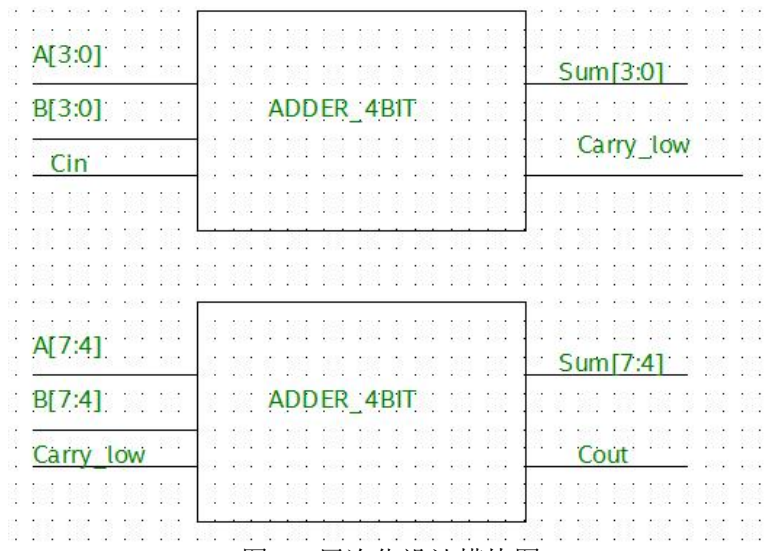 A[3:0]
Sum[3:0]
B[3:0]
ADDER_4BIT
Carry_low
Cin
A[7:4]
Sum[7:4]
B[7:4]
ADDER_4BIT
Carry_low
Cout